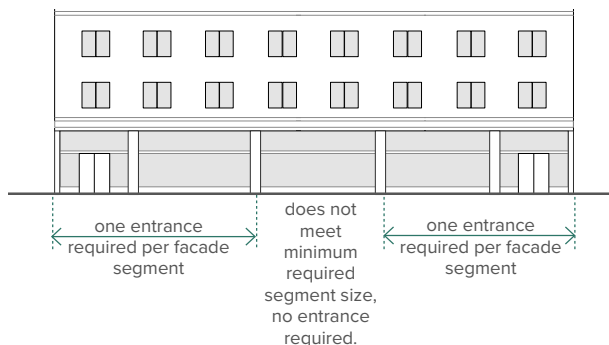 one entrance
required per facade
segment
does not
meet
minimum
required
segment size,
no entrance
required.
one entrance
required per facade
segment